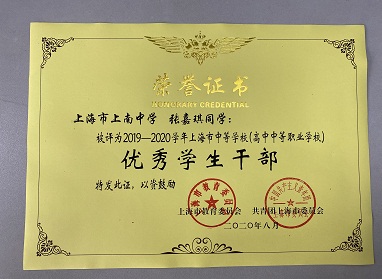 荣誉证书
HONORARY CREDENTIAL
上海市上南中学 张嘉琪同学:
被评为2019—2020学年上海市中等学校(高中中等职业学校)
优秀学生干部
特发此证,以资鼓励
上海市教育委员会 共青团上海市委员会
二〇二〇年八月